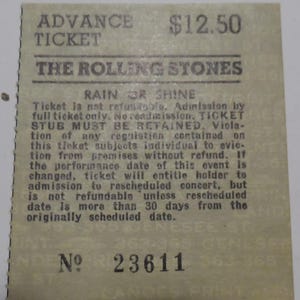 ADVANCE $12.50
TICKET
THE ROLLING STONES
RAIN OR SHINE
Ticket is not refundable. Admission by
full ticket only. No readmission. TICKET
STUB MUST BE RETAINED. Viola-
tion of any regulation contained on
this ticket subjects individual to evic-
tion from premises without refund. If
the performance date of this event is
changed, ticket will entitle holder to
admission to rescheduled concert, but
is not refundable unless rescheduled
date is more than 30 days from the
originally scheduled date.
Nº 23611